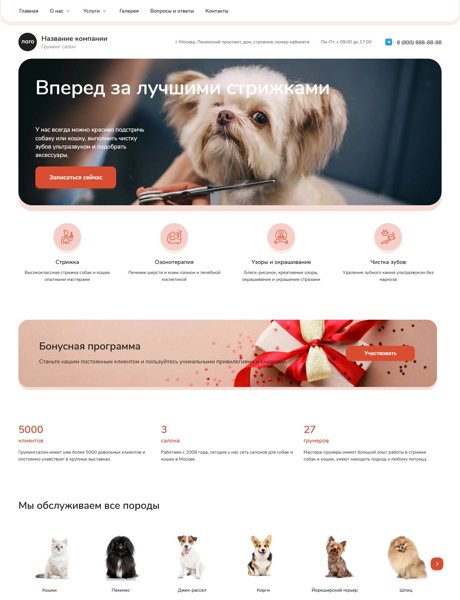 Главная О нас Услуги Галерея Вопросы и ответы Контакты
лого
Название компании
Груминг салон
г. Москва, Ленинский проспект, дом, строение, номер кабинета
Пн-Пт с 09:00 до 17:00
8 (800) 888-88-88
Вперед за лучшими стрижками
У нас всегда можно красиво подстричь
собаку или кошку, выполнить чистку
зубов ультразвуком и подобрать
аксессуары.
Записаться сейчас
Стрижка
Высококлассная стрижка собак и кошек
опытными мастерами
Озонотерапия
Лечение шерсти и кожи озоном и лечебной
косметикой
Узоры и окрашивание
Блеск-рисунок, креативные узоры,
окрашивание и украшение стразами
Чистка зубов
Удаление зубного камня ультразвуком без
наркоза
Бонусная программа
Станьте нашим постоянным клиентом и пользуйтесь уникальными привилегиями
Участвовать
5000
клиентов
Груминг салон имеет уже более 5000 довольных клиентов и
постоянно участвует в крупных выставках.
3
салона
Работаем с 2008 года, сегодня у нас сеть салонов для собак и
кошек в Москве.
27
грумеров
Мастера-грумеры имеют большой опыт работы в стрижке
собак и кошек, умеют находить подход к любому питомцу.
Мы обслуживаем все породы
Кошки
Пекинес
Джек-рассел
Корги
Йоркширский терьер
Шпиц